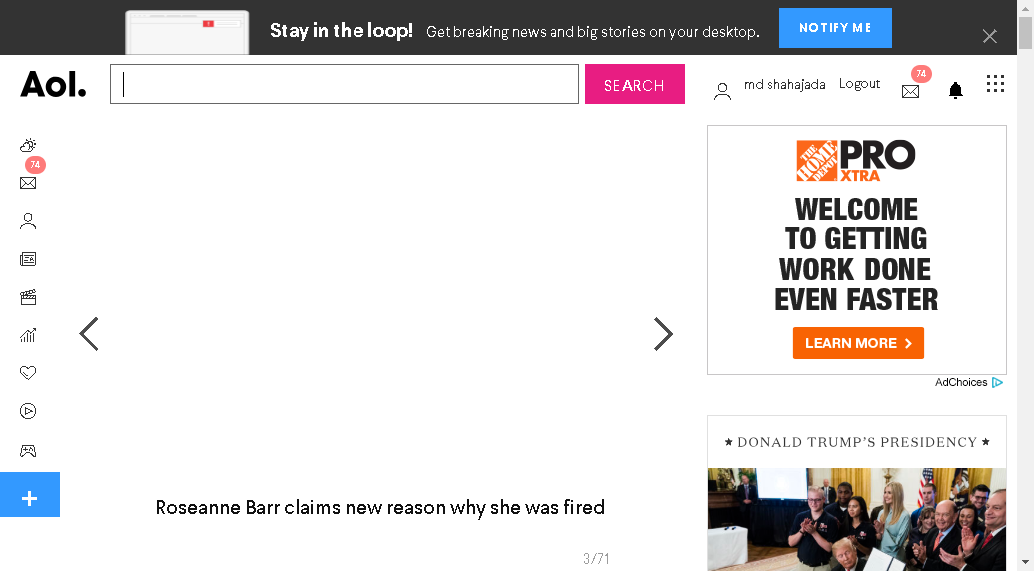 Stay in the loop! Get breaking news and big stories on your desktop.
NOTIFY ME
Aol.
SEARCH
md shahajada
Logout
74
74
THE HOME DEPOT PRO
XTRA
WELCOME
TO GETTING
WORK DONE
EVEN FASTER
LEARN MORE
AdChoices
DONALD TRUMP'S PRESIDENCY
Roseanne Barr claims new reason why she was fired
3/71